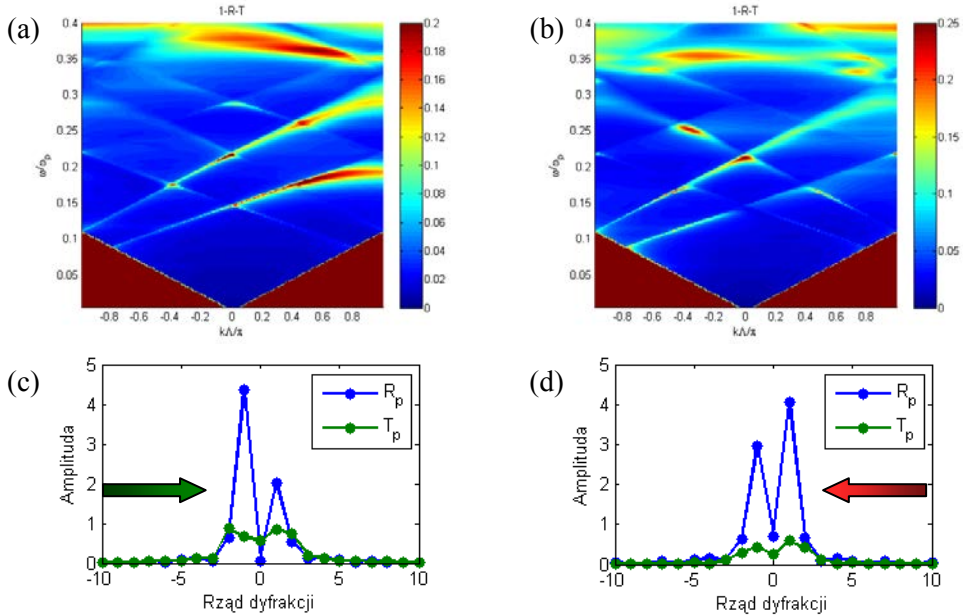 (a)
1-R-T
0.4
0.35
0.3
0.25
0.2
0.15
0.1
0.05
ω/ω_p
-0.8 -0.6 -0.4 -0.2 0 0.2 0.4 0.6 0.8
kΛ/π
0.2
0.18
0.16
0.14
0.12
0.1
0.08
0.06
0.04
0.02
0
(b)
1-R-T
0.4
0.35
0.3
0.25
0.2
0.15
0.1
0.05
ω/ω_p
-0.8 -0.6 -0.4 -0.2 0 0.2 0.4 0.6 0.8
kΛ/π
0.25
0.2
0.15
0.1
0.05
0
(c)
5
4
3
2
1
0
Amplituda
R_p
T_p
-10 -5 0 5 10
Rząd dyfrakcji
(d)
5
4
3
2
1
0
Amplituda
R_p
T_p
-10 -5 0 5 10
Rząd dyfrakcji